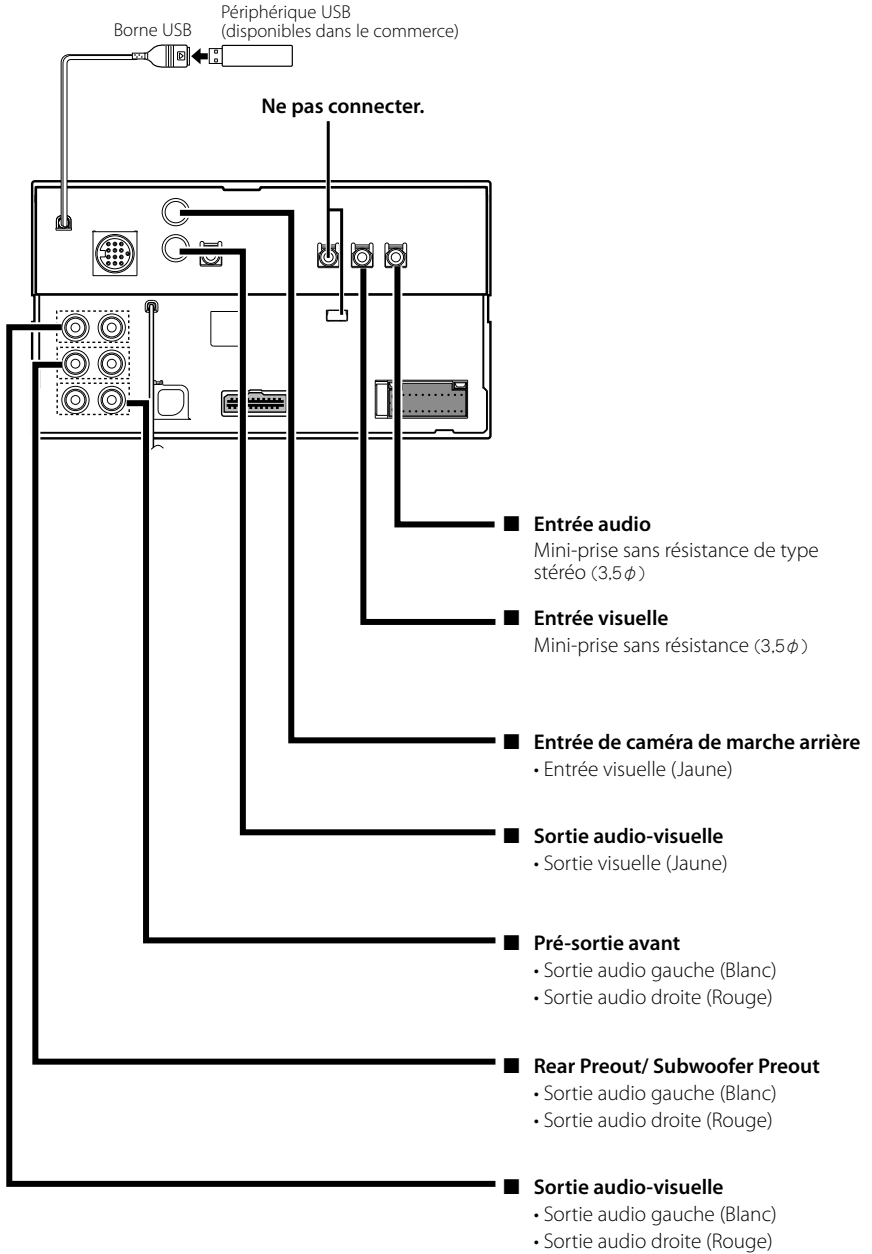 Périphérique USB
Borne USB
(disponibles dans le commerce)
Ne pas connecter.
■ Entrée audio
Mini-prise sans résistance de type
stéréo (3,5φ)
■ Entrée visuelle
Mini-prise sans résistance (3,5φ)
■ Entrée de caméra de marche arrière
• Entrée visuelle (Jaune)
■ Sortie audio-visuelle
• Sortie visuelle (Jaune)
■ Pré-sortie avant
• Sortie audio gauche (Blanc)
• Sortie audio droite (Rouge)
■ Rear Preout/ Subwoofer Preout
• Sortie audio gauche (Blanc)
• Sortie audio droite (Rouge)
■ Sortie audio-visuelle
• Sortie audio gauche (Blanc)
• Sortie audio droite (Rouge)